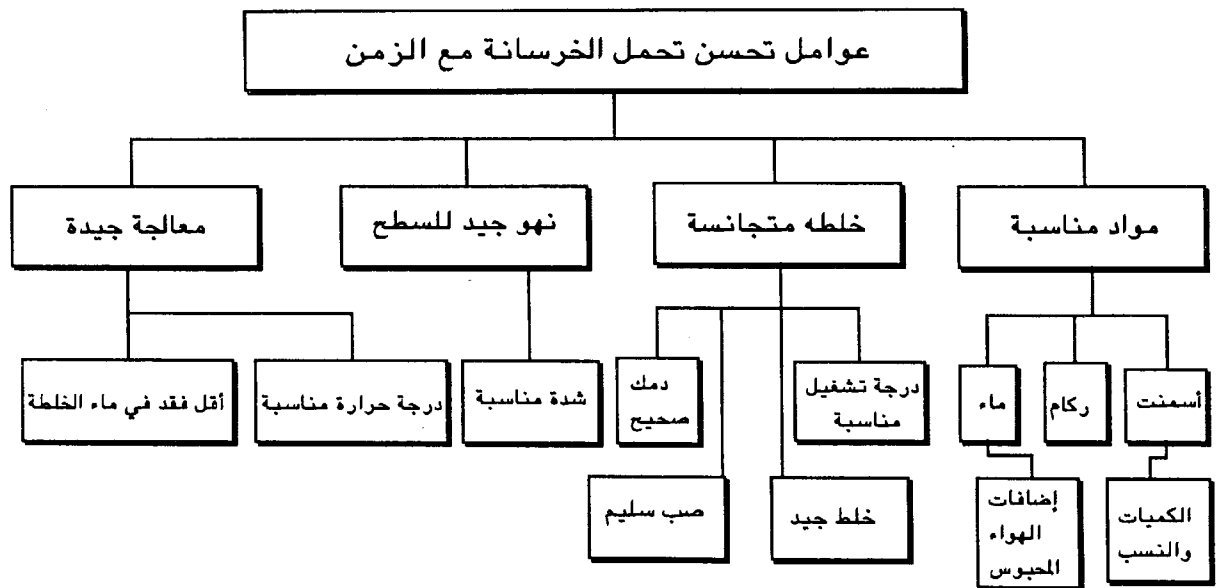 عوامل تحسن تحمل الخرسانة مع الزمن
مواد مناسبة
خلطه متجانسة
نهو جيد للسطح
معالجة جيدة
أسمنت
ركام
ماء
درجة تشغيل
مناسبة
دمك
صحيح
شدة مناسبة
درجة حرارة مناسبة
أقل فقد في ماء الخلطة
الكميات
والنسب
إضافات
الهواء
المحبوس
خلط جيد
صب سليم